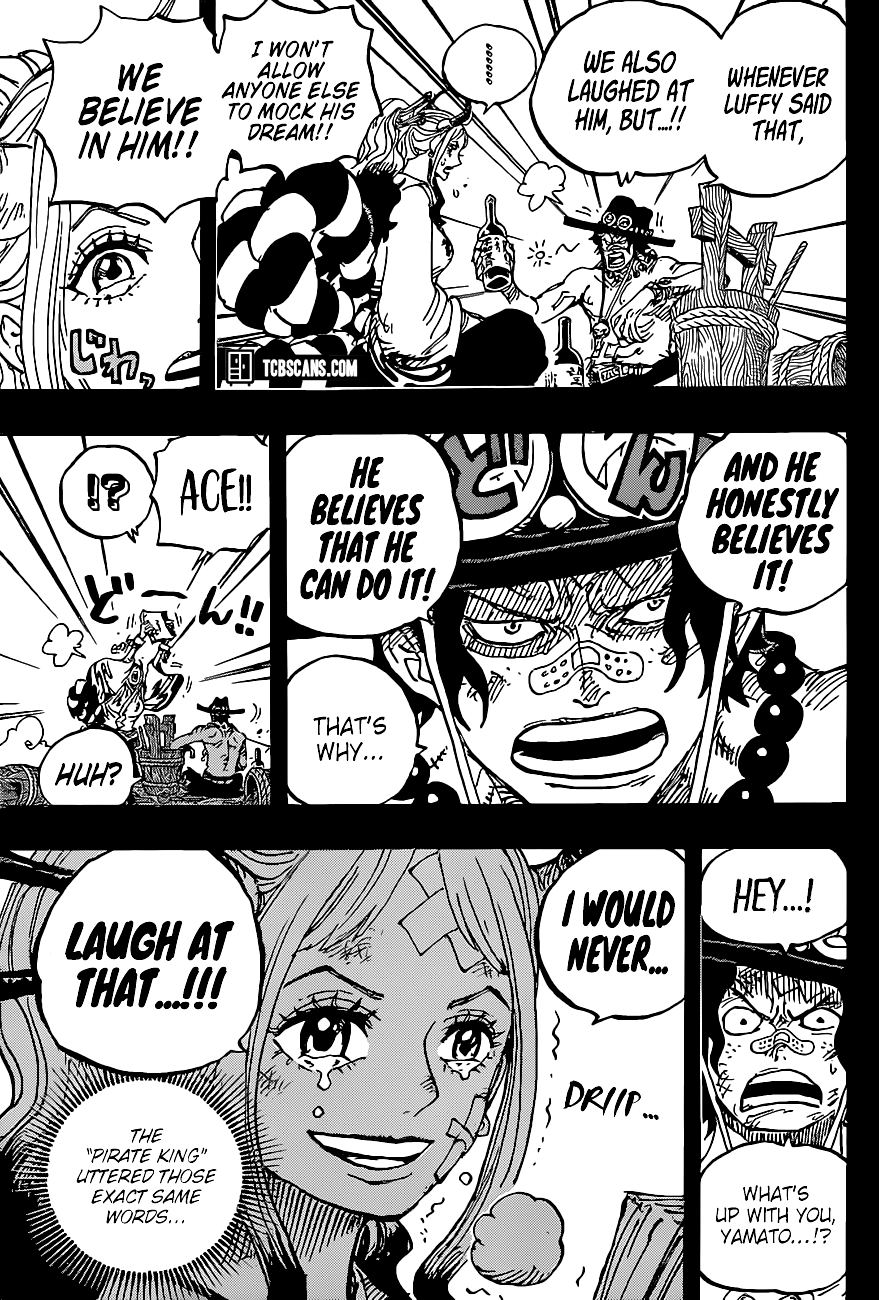 WHENEVER
LUFFY SAID
THAT,
WE ALSO
LAUGHED AT
HIM, BUT...!!
I WON'T
ALLOW
ANYONE ELSE
TO MOCK HIS
DREAM!!
WE
BELIEVE
IN HIM!!
じわっ
TCBSCANS.COM
AND HE
HONESTLY
BELIEVES
IT!
どん
HE
BELIEVES
THAT HE
CAN DO IT!
THAT'S
WHY...
ACE!!
!?
どーん!!
HUH?
HEY...!
WHAT'S
UP WITH YOU,
YAMATO...!?
I WOULD
NEVER...
DRIIP...
LAUGH AT
THAT...!!!
THE
"PIRATE KING"
UTTERED THOSE
EXACT SAME
WORDS...